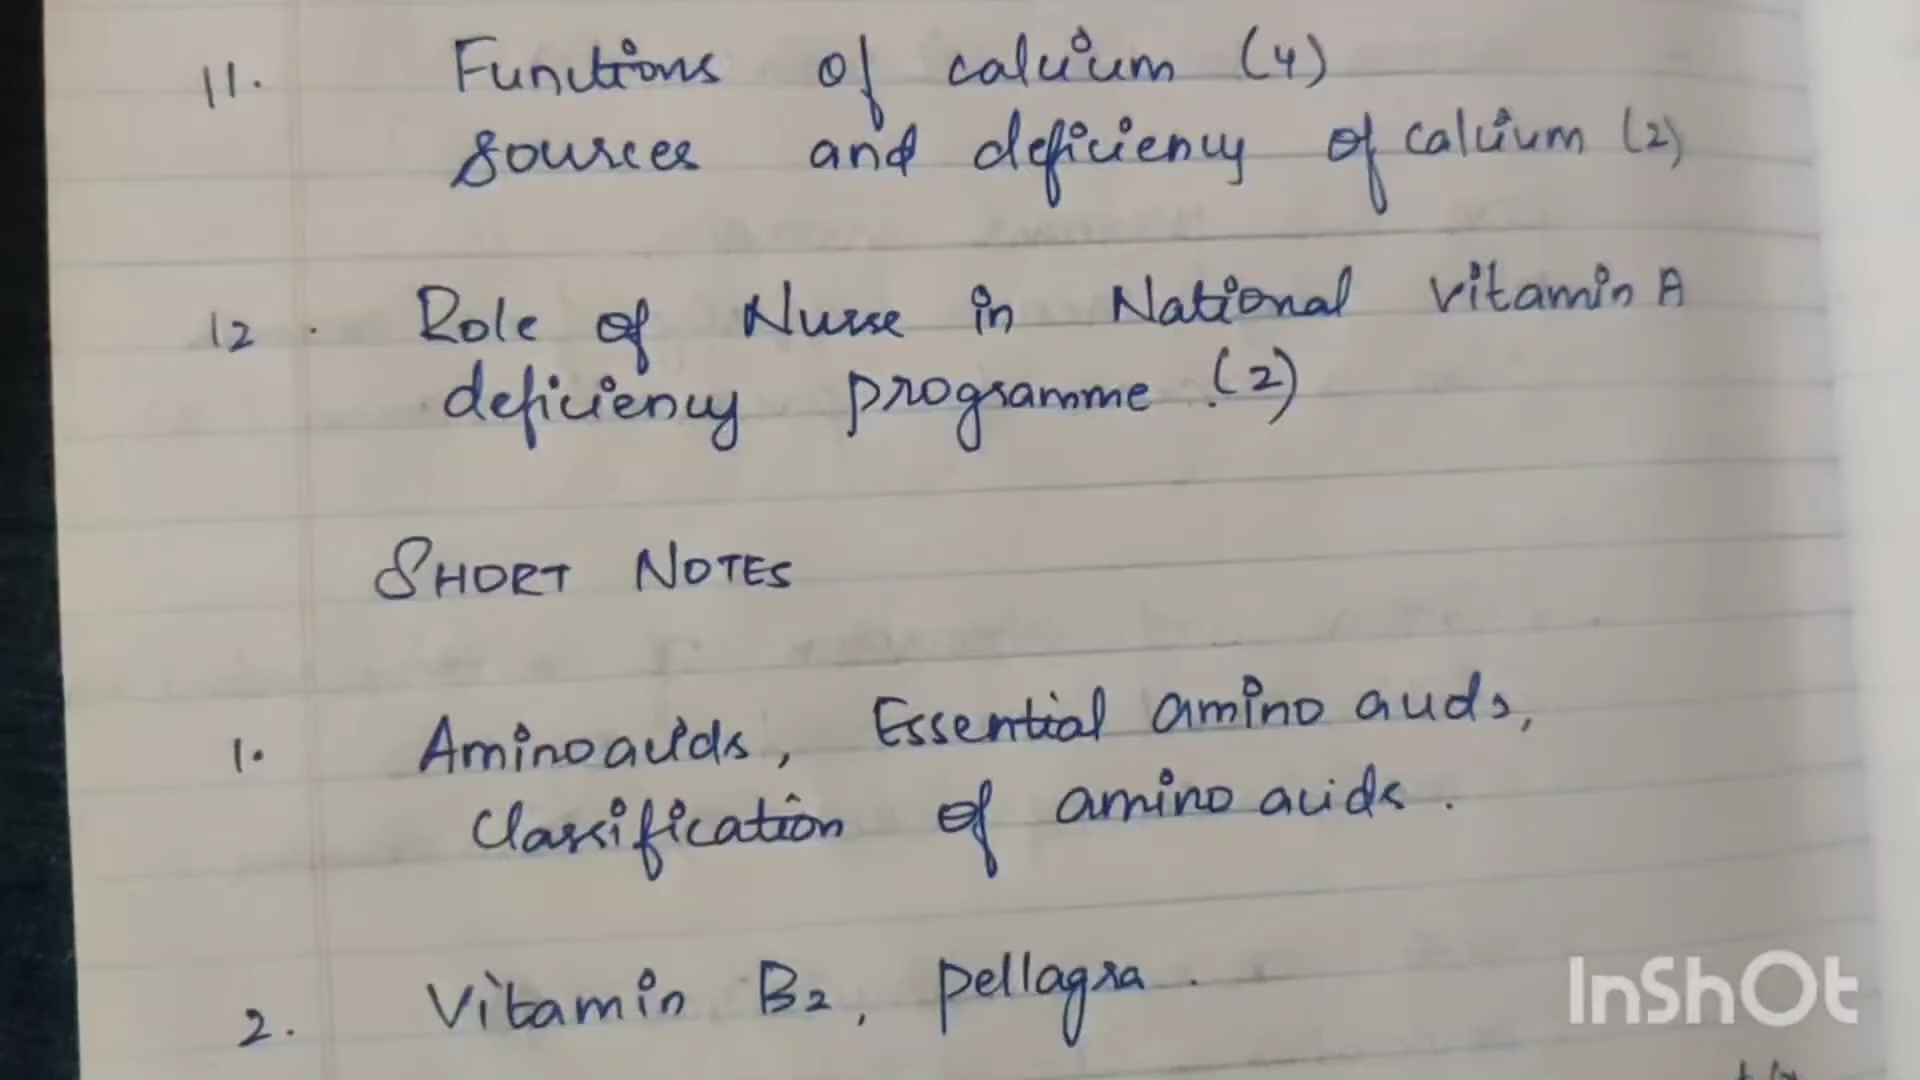 11. Functions of calcium (4)
sources and deficiency of calcium (2)
12. Role of Nurse in National vitamin A
deficiency programme. (2)
SHORT NOTES
1. Aminoacids, Essential amino acids,
Classification of amino acids.
2. Vitamin B2, pellagra.
InShOt